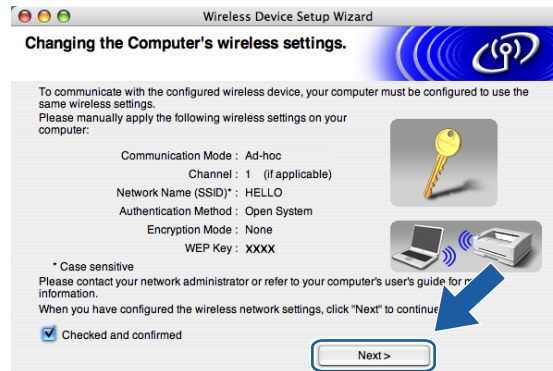 Wireless Device Setup Wizard
Changing the Computer's wireless settings.
To communicate with the configured wireless device, your computer must be configured to use the
same wireless settings.
Please manually apply the following wireless settings on your
computer:
Communication Mode : Ad-hoc
Channel : 1 (if applicable)
Network Name (SSID)* : HELLO
Authentication Method : Open System
Encryption Mode : None
WEP Key : XXXX
* Case sensitive
Please contact your network administrator or refer to your computer's user's guide for
information.
When you have configured the wireless network settings, click "Next" to continue
Checked and confirmed
Next >